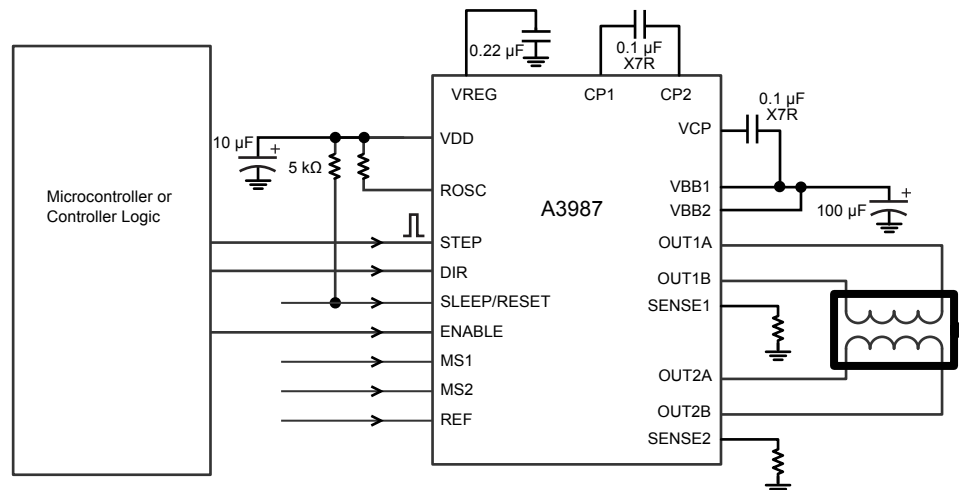 0.22 µF
0.1 µF
X7R
VREG
CP1
CP2
0.1 µF
X7R
VCP
10 µF
+
5 kΩ
VDD
ROSC
Microcontroller or
Controller Logic
A3987
VBB1
VBB2
+
100 µF
STEP
DIR
SLEEP/RESET
ENABLE
MS1
MS2
REF
OUT1A
OUT1B
SENSE1
OUT2A
OUT2B
SENSE2